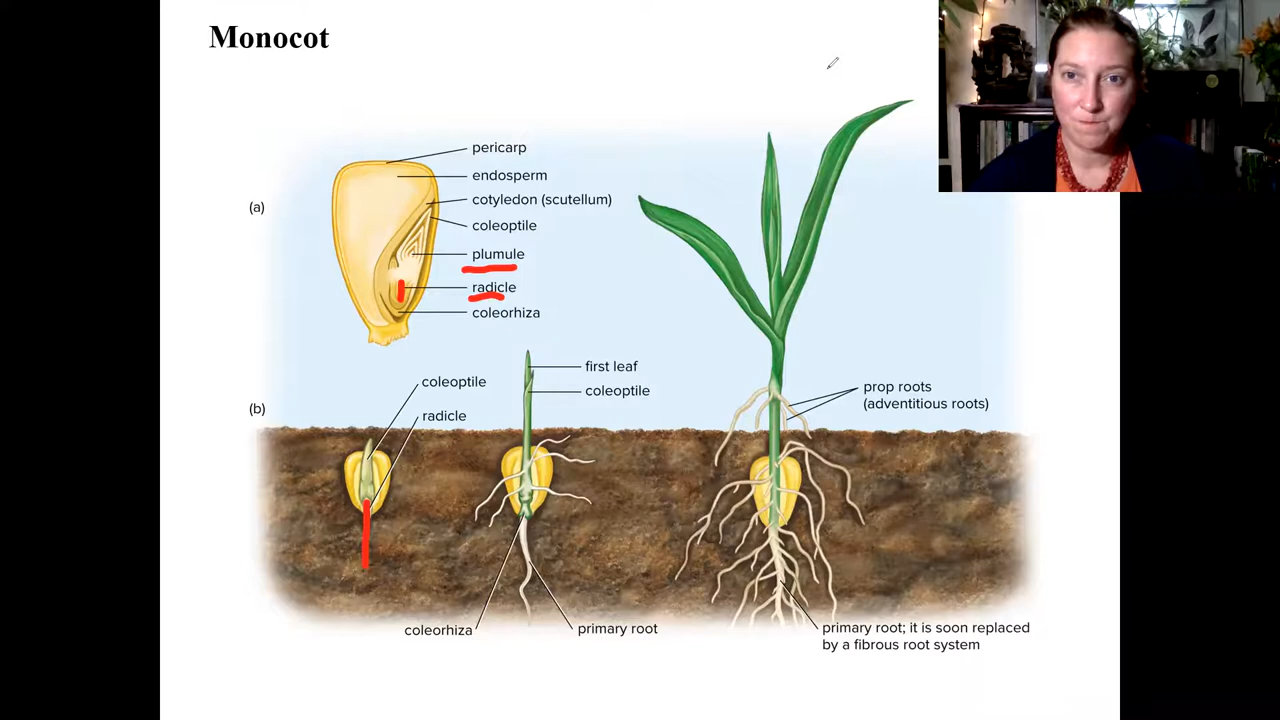 Monocot
(a)
pericarp
endosperm
cotyledon (scutellum)
coleoptile
plumule
radicle
coleorhiza
(b)
coleoptile
radicle
first leaf
coleoptile
prop roots
(adventitious roots)
coleorhiza
primary root
primary root; it is soon replaced
by a fibrous root system